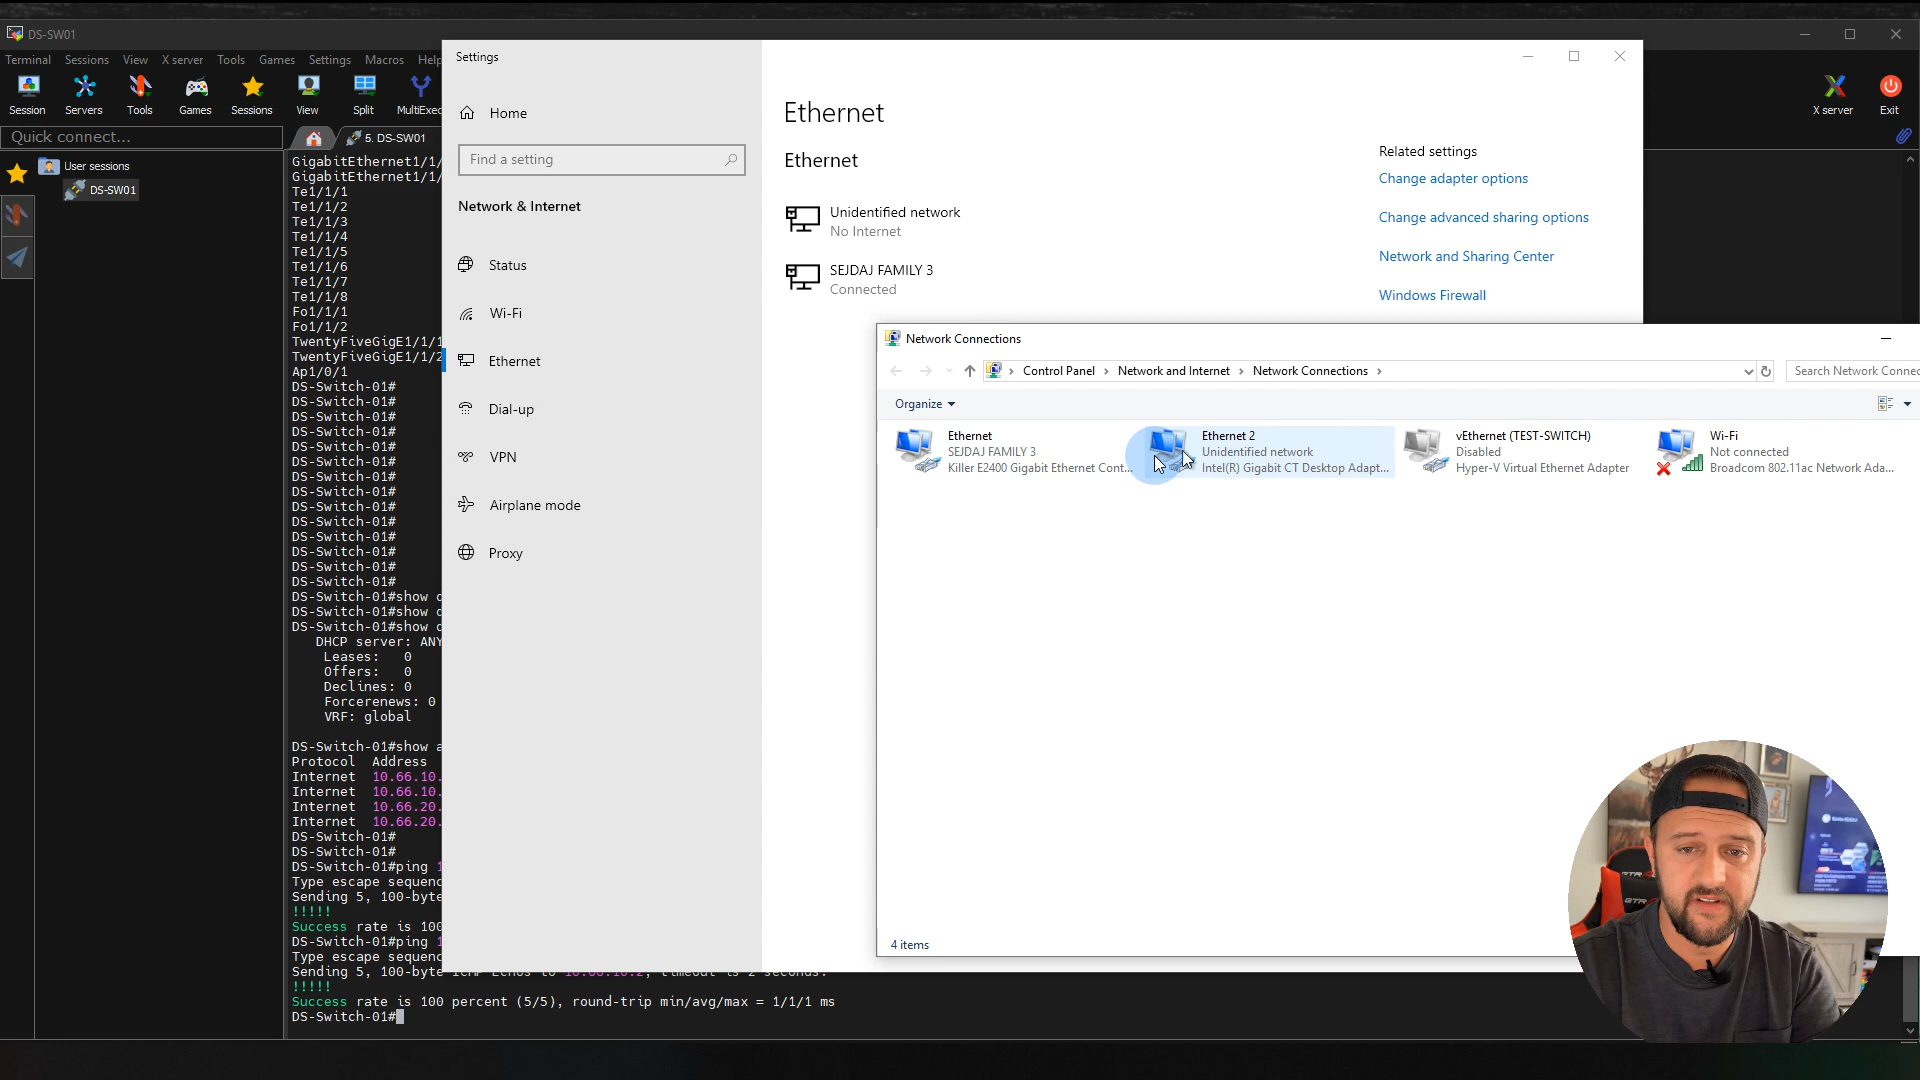 DS-SW01
Terminal Sessions View X server Tools Games Settings Macros Help
Session Servers Tools Games Sessions View Split MultiExec
X server Exit
Quick connect...
5. DS-SW01
User sessions
DS-SW01
GigabitEthernet1/1/
GigabitEthernet1/1/
Te1/1/1
Te1/1/2
Te1/1/3
Te1/1/4
Te1/1/5
Te1/1/6
Te1/1/7
Te1/1/8
Fo1/1/1
Fo1/1/2
TwentyFiveGigE1/1/1
TwentyFiveGigE1/1/2
Ap1/0/1
DS-Switch-01#
DS-Switch-01#
DS-Switch-01#
DS-Switch-01#
DS-Switch-01#
DS-Switch-01#
DS-Switch-01#
DS-Switch-01#
DS-Switch-01#
DS-Switch-01#
DS-Switch-01#
DS-Switch-01#
DS-Switch-01#
DS-Switch-01#
DS-Switch-01#show
DS-Switch-01#show
DS-Switch-01#show
DHCP server: ANY
Leases: 0
Offers: 0
Declines: 0
Forcerenews: 0
VRF: global
DS-Switch-01#show a
Protocol Address
Internet 10.66.10.
Internet 10.66.10.
Internet 10.66.20.
Internet 10.66.20.
DS-Switch-01#
DS-Switch-01#
DS-Switch-01#ping 1
Type escape sequenc
Sending 5, 100-byte
!!!!!
Success rate is 100
DS-Switch-01#ping 1
Type escape sequenc
Sending 5, 100-byte ICMP Echos to 10.66.10.2, timeout is 2 seconds:
!!!!!
Success rate is 100 percent (5/5), round-trip min/avg/max = 1/1/1 ms
DS-Switch-01#
Settings
Home
Find a setting
Network & Internet
Status
Wi-Fi
Ethernet
Dial-up
VPN
Airplane mode
Proxy
Ethernet
Ethernet
Unidentified network
No Internet
SEJDAJ FAMILY 3
Connected
Related settings
Change adapter options
Change advanced sharing options
Network and Sharing Center
Windows Firewall
Network Connections
Control Panel › Network and Internet › Network Connections ›
Search Network Connec
Organize
Ethernet
SEJDAJ FAMILY 3
Killer E2400 Gigabit Ethernet Cont...
Ethernet 2
Unidentified network
Intel(R) Gigabit CT Desktop Adapt...
vEthernet (TEST-SWITCH)
Disabled
Hyper-V Virtual Ethernet Adapter
Wi-Fi
Not connected
Broadcom 802.11ac Network Ada...
4 items